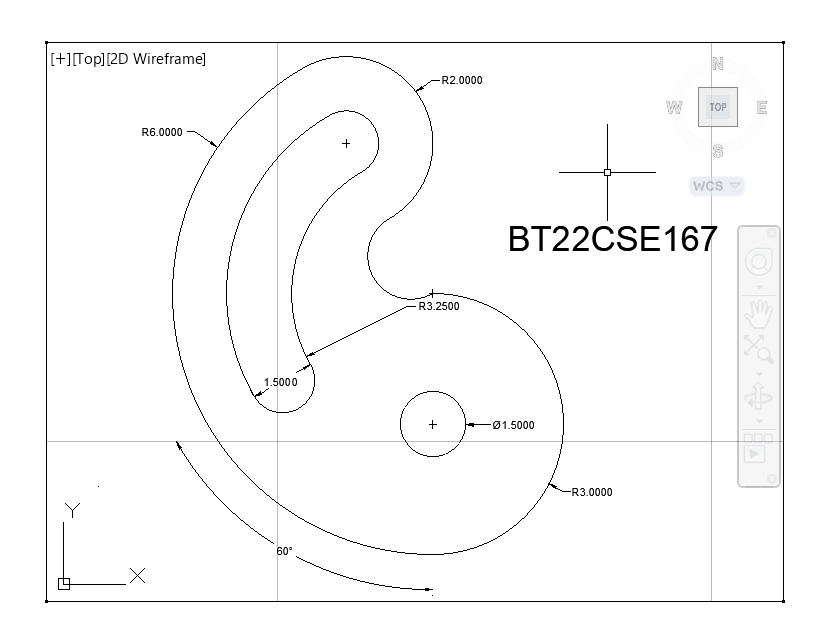 [+][Top][2D Wireframe]
N
R2.0000
W
TOP
E
R6.0000
S
WCS
BT22CSE167
R3.2500
1.5000
Ø1.5000
R3.0000
Y
60°
X